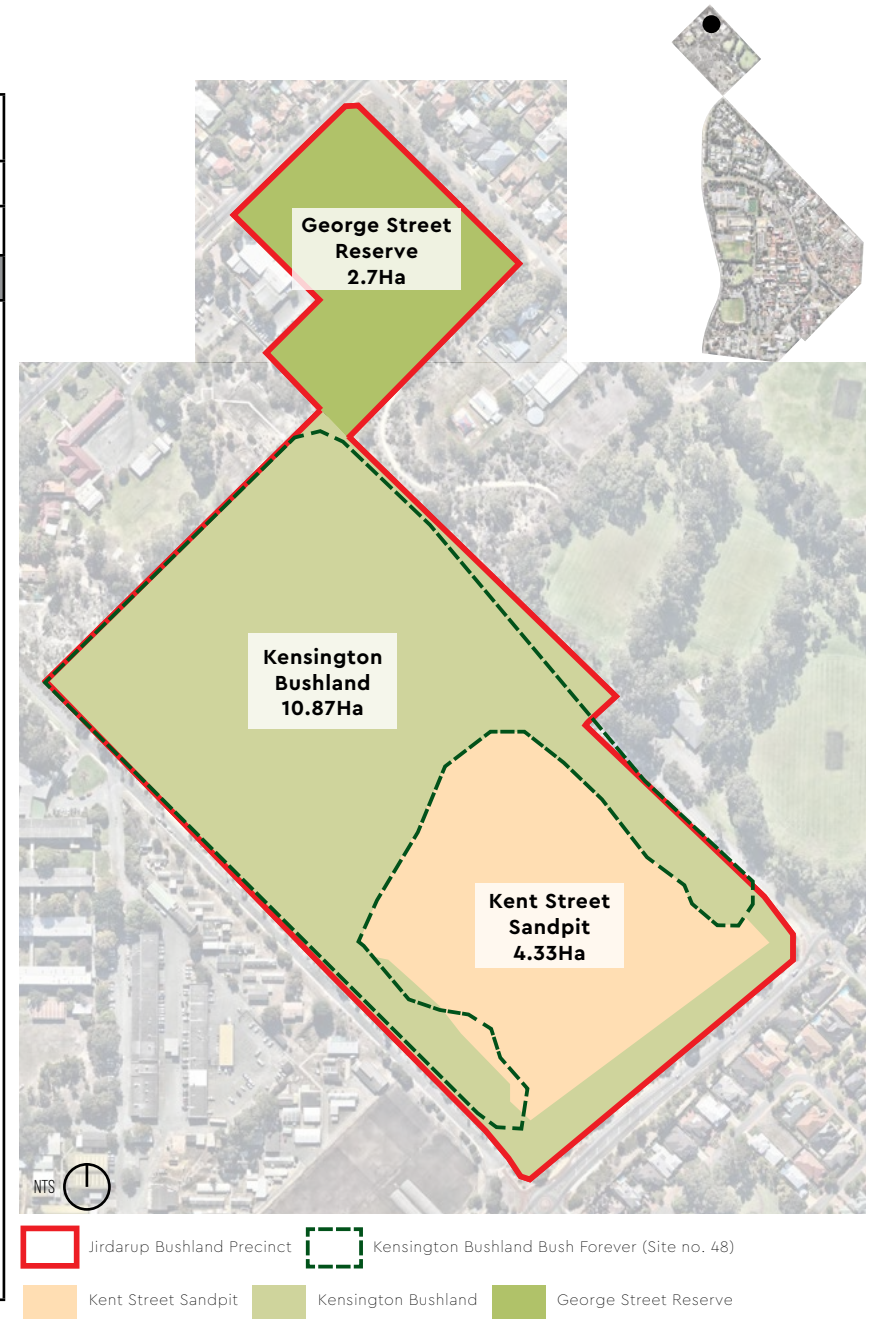 George Street
Reserve
2.7Ha
Kensington
Bushland
10.87Ha
Kent Street
Sandpit
4.33Ha
NTS
Jirdarup Bushland Precinct
Kensington Bushland Bush Forever (Site no. 48)
Kent Street Sandpit
Kensington Bushland
George Street Reserve